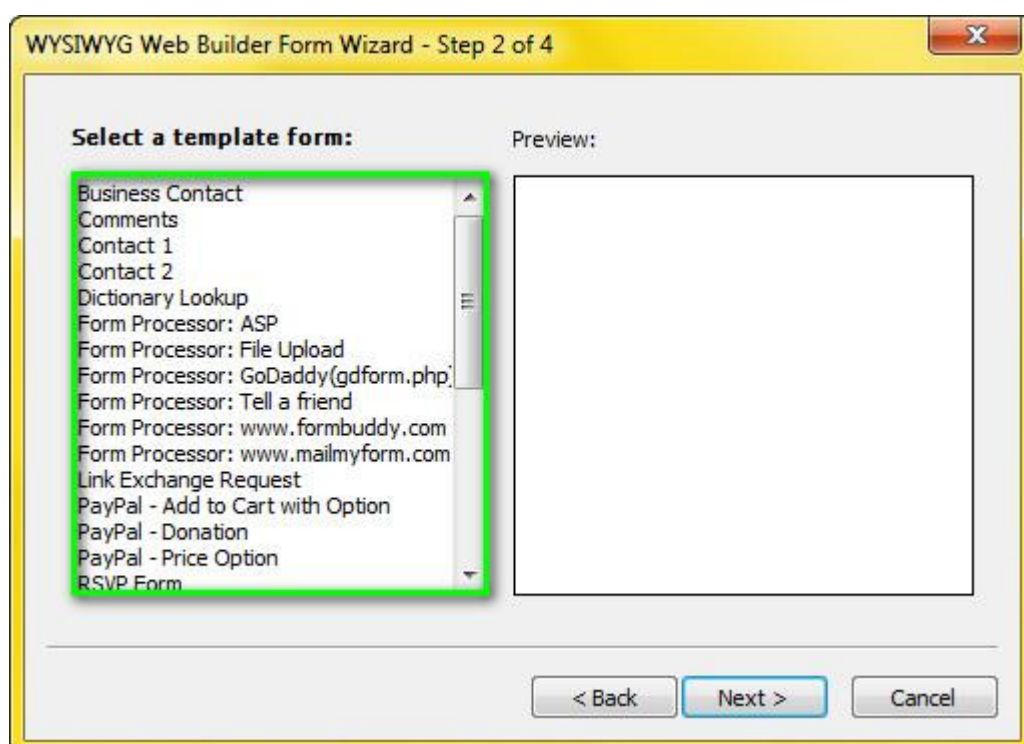 WYSIWYG Web Builder Form Wizard - Step 2 of 4
Select a template form:
Preview:
Business Contact
Comments
Contact 1
Contact 2
Dictionary Lookup
Form Processor: ASP
Form Processor: File Upload
Form Processor: GoDaddy(gdform.php)
Form Processor: Tell a friend
Form Processor: www.formbuddy.com
Form Processor: www.mailmyform.com
Link Exchange Request
PayPal - Add to Cart with Option
PayPal - Donation
PayPal - Price Option
RSVP Form
< Back
Next >
Cancel